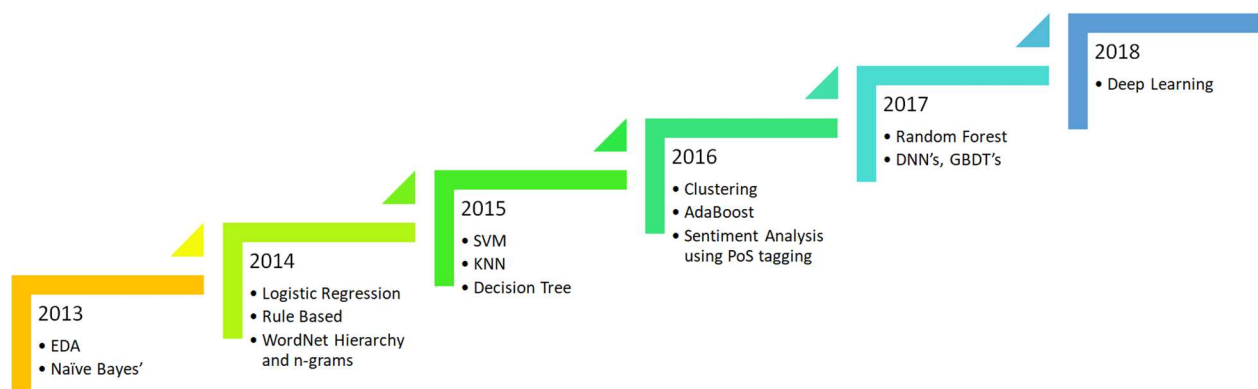 2013
• EDA
• Naïve Bayes’
2014
• Logistic Regression
• Rule Based
• WordNet Hierarchy
and n-grams
2015
• SVM
• KNN
• Decision Tree
2016
• Clustering
• AdaBoost
• Sentiment Analysis
using PoS tagging
2017
• Random Forest
• DNN’s, GBDT’s
2018
• Deep Learning